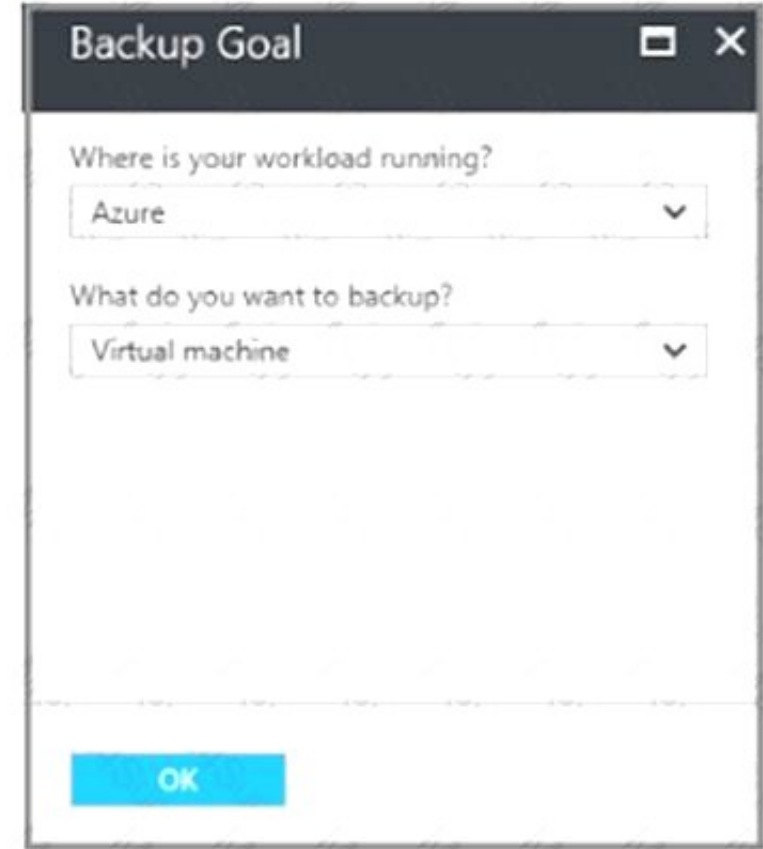 Backup Goal
Where is your workload running?
Azure
What do you want to backup?
Virtual machine
OK